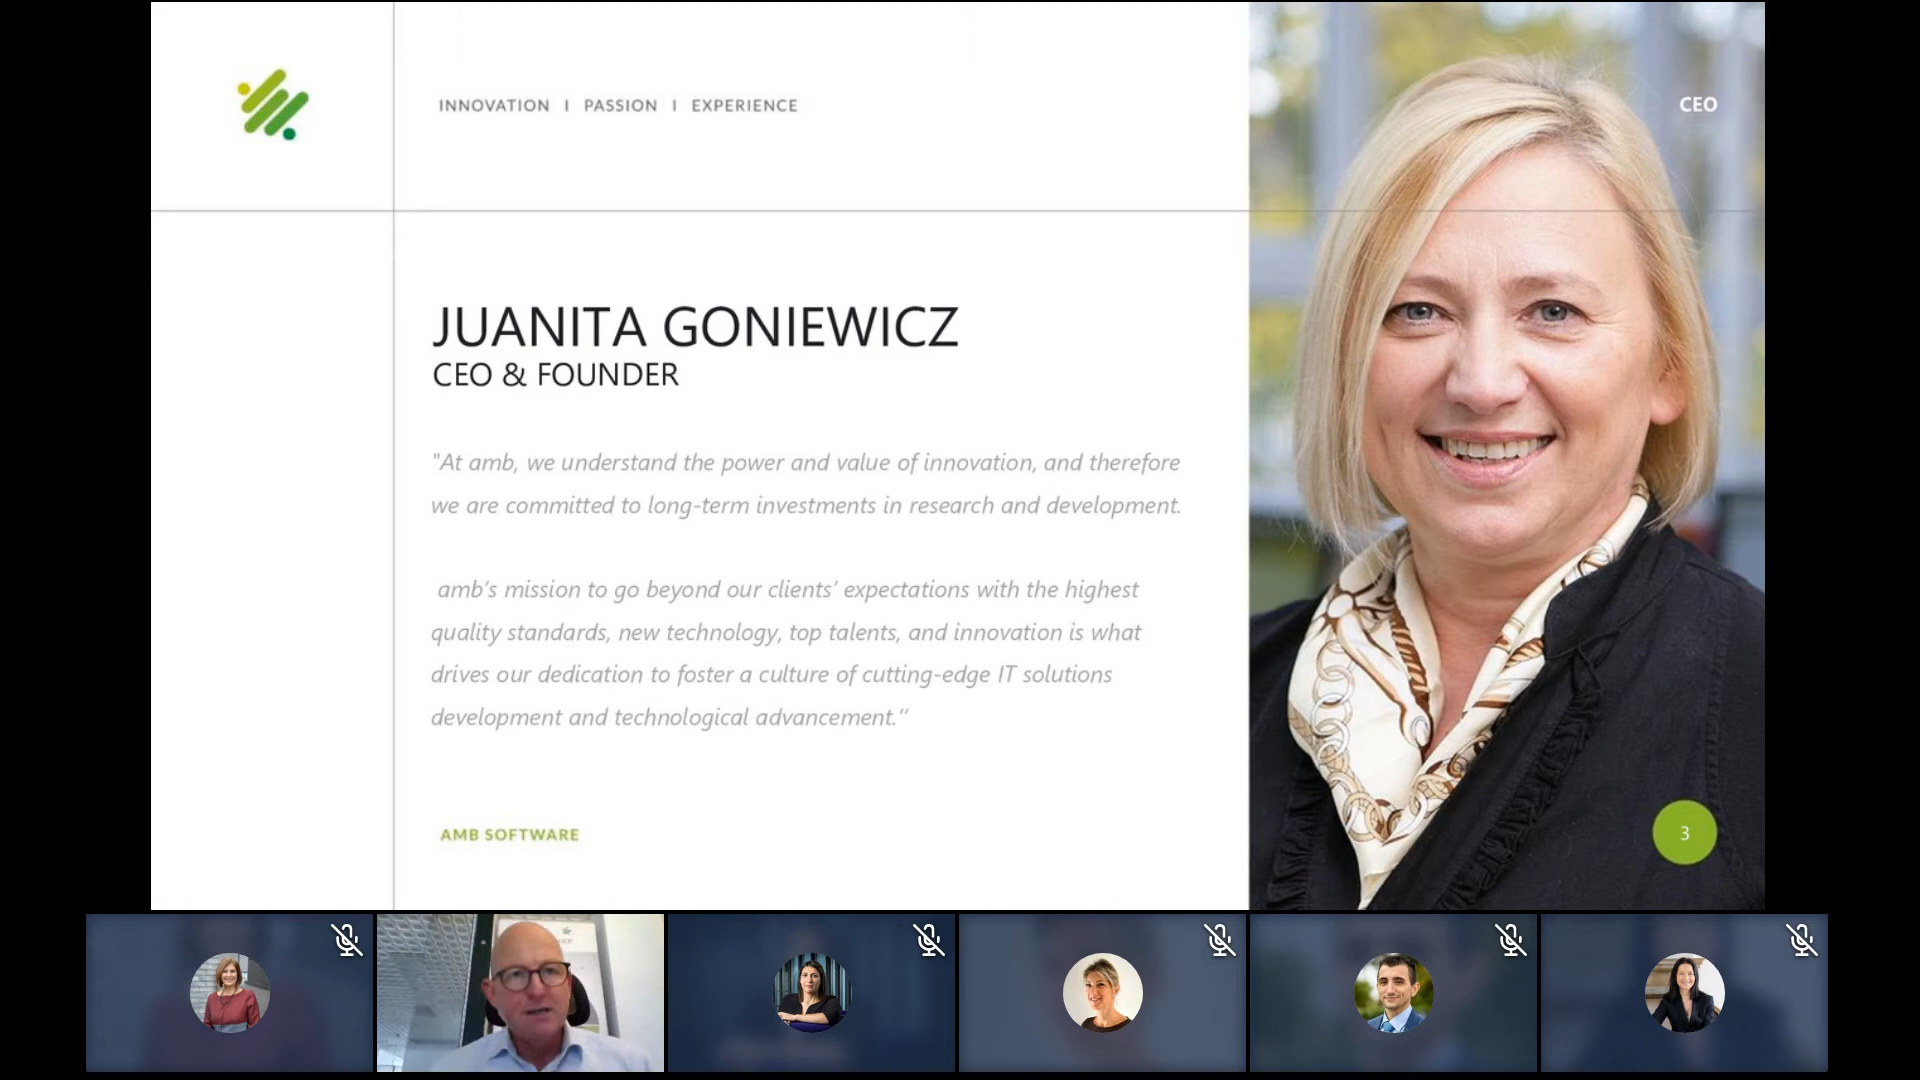 INNOVATION I PASSION I EXPERIENCE
CEO
JUANITA GONIEWICZ
CEO & FOUNDER
"At amb, we understand the power and value of innovation, and therefore
we are committed to long-term investments in research and development.
amb's mission to go beyond our clients' expectations with the highest
quality standards, new technology, top talents, and innovation is what
drives our dedication to foster a culture of cutting-edge IT solutions
development and technological advancement.“
AMB SOFTWARE
3